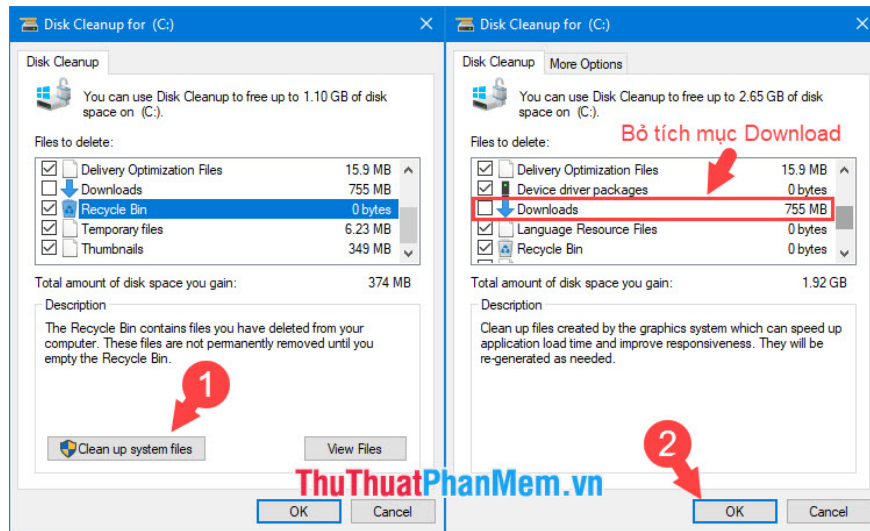 Disk Cleanup for (C:)
Disk Cleanup
You can use Disk Cleanup to free up to 1.10 GB of disk
space on (C:).
Files to delete:
Delivery Optimization Files 15.9 MB
Downloads 755 MB
Recycle Bin 0 bytes
Temporary files 6.23 MB
Thumbnails 349 MB
Total amount of disk space you gain: 374 MB
Description
The Recycle Bin contains files you have deleted from your
computer. These files are not permanently removed until you
empty the Recycle Bin.
1
Clean up system files View Files
OK Cancel
Disk Cleanup for (C:)
Disk Cleanup More Options
You can use Disk Cleanup to free up to 2.65 GB of disk
space on (C:).
Bỏ tích mục Download
Files to delete:
Delivery Optimization Files 15.9 MB
Device driver packages 0 bytes
Downloads 755 MB
Language Resource Files 0 bytes
Recycle Bin 0 bytes
Total amount of disk space you gain: 1.92 GB
Description
Clean up files created by the graphics system which can speed up
application load time and improve responsiveness. They will be
re-generated as needed.
2
OK Cancel
ThuThuatPhanMem.vn